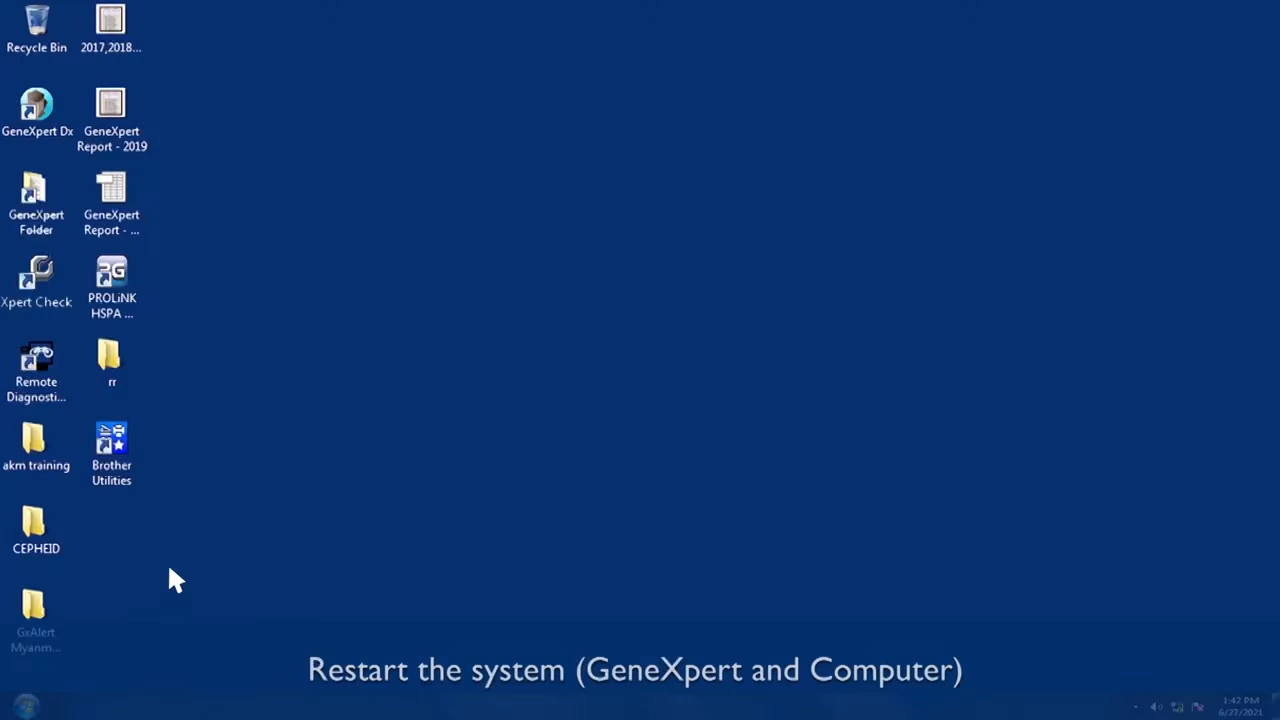 Recycle Bin
2017,2018...
GeneXpert Dx
GeneXpert
Report - 2019
GeneXpert
Folder
GeneXpert
Report - ...
Xpert Check
PROLiNK
HSPA ...
Remote
Diagnosti...
rr
akm training
Brother
Utilities
CEPHEID
GxAlert
Myanm...
Restart the system (GeneXpert and Computer)
1:42 PM
6/27/2021
3G